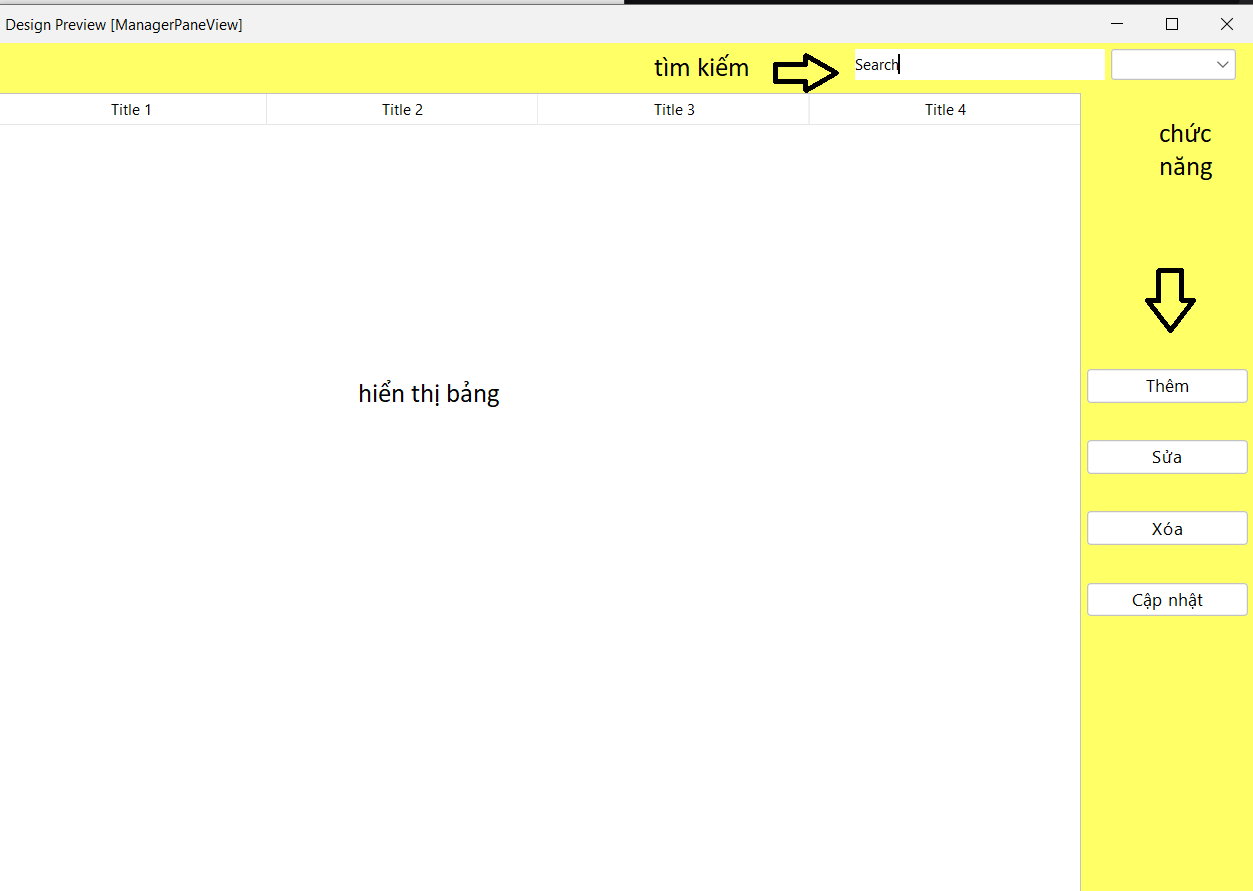 Design Preview [ManagerPaneView]
tìm kiếm
Search
Title 1 Title 2 Title 3 Title 4
chức
năng
hiển thị bảng
Thêm
Sửa
Xóa
Cập nhật